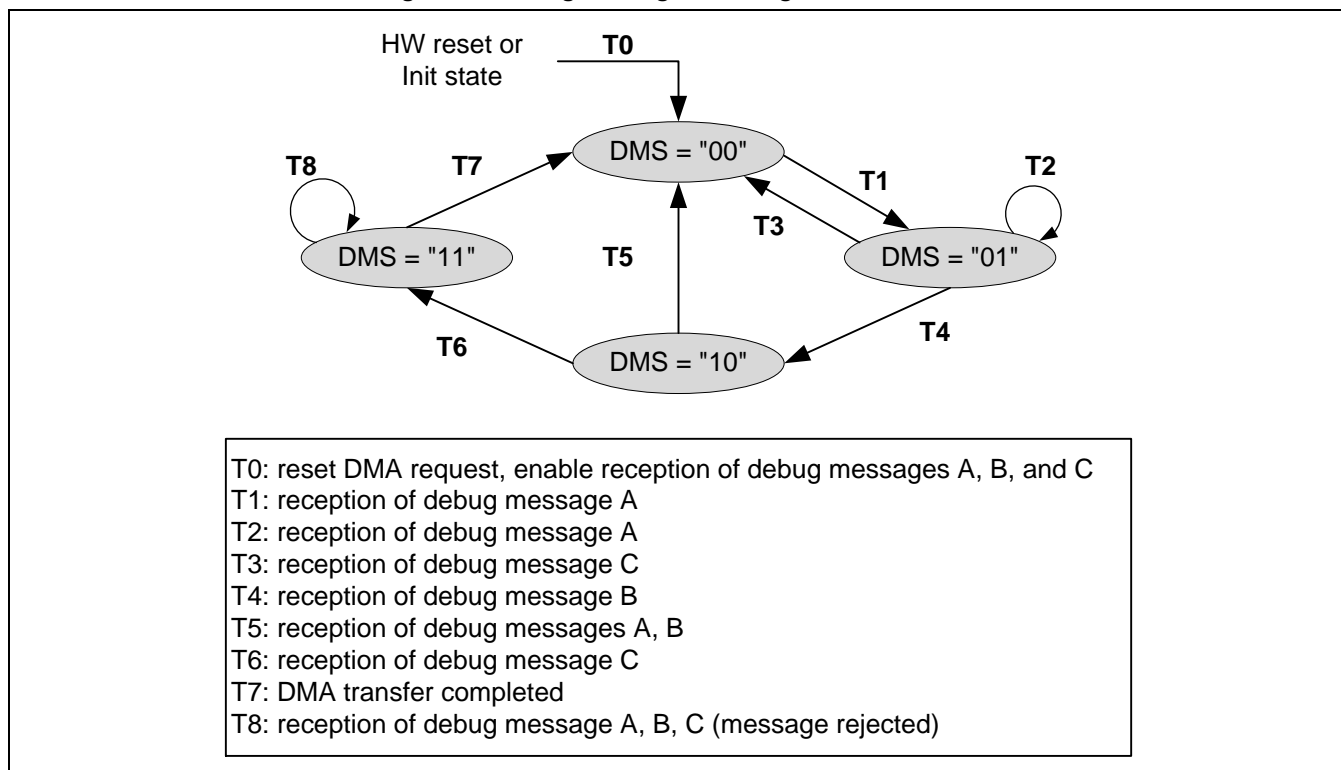 HW reset or
Init state
T0
DMS = "00"
T8
T7
T1
T2
T3
DMS = "11"
T5
DMS = "01"
T6
T4
DMS = "10"
T0: reset DMA request, enable reception of debug messages A, B, and C
T1: reception of debug message A
T2: reception of debug message A
T3: reception of debug message C
T4: reception of debug message B
T5: reception of debug messages A, B
T6: reception of debug message C
T7: DMA transfer completed
T8: reception of debug message A, B, C (message rejected)